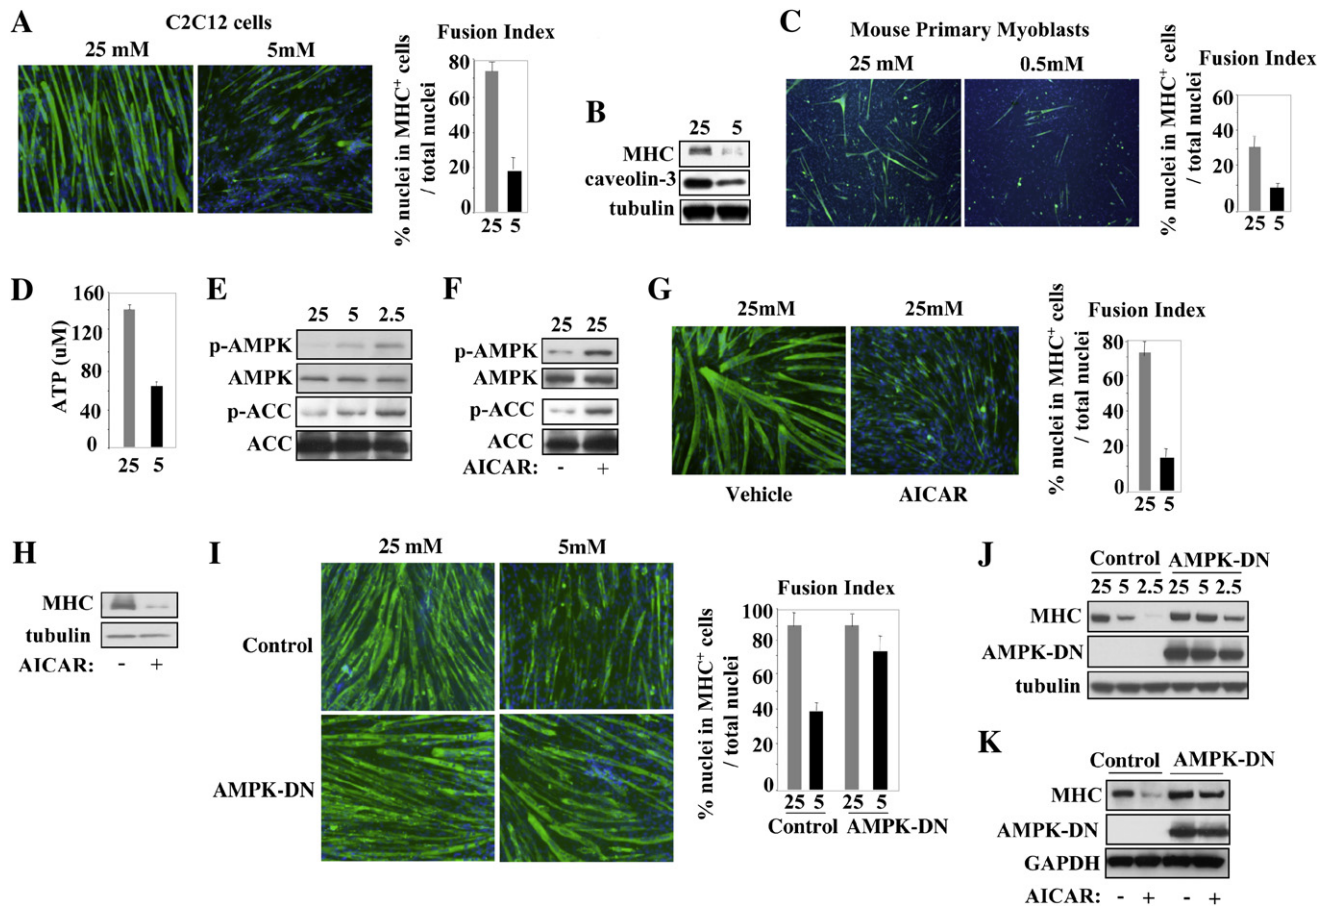 A
C2C12 cells
25 mM 5mM
Fusion Index
% nuclei in MHC+ cells
/ total nuclei
80
60
40
20
0
25 5
B
25 5
MHC
caveolin-3
tubulin
C
Mouse Primary Myoblasts
25 mM 0.5mM
Fusion Index
% nuclei in MHC+ cells
/ total nuclei
60
40
20
0
25 5
D
ATP (uM)
160
120
80
40
0
25 5
E
25 5 2.5
p-AMPK
AMPK
p-ACC
ACC
F
25 25
p-AMPK
AMPK
p-ACC
ACC
AICAR: - +
G
25mM 25mM
Vehicle AICAR
Fusion Index
% nuclei in MHC+ cells
/ total nuclei
80
60
40
20
0
25 5
H
MHC
tubulin
AICAR: - +
I
25 mM 5mM
Control
AMPK-DN
Fusion Index
% nuclei in MHC+ cells
/ total nuclei
100
80
60
40
20
0
25 5 25 5
Control AMPK-DN
J
Control AMPK-DN
25 5 2.5 25 5 2.5
MHC
AMPK-DN
tubulin
K
Control AMPK-DN
MHC
AMPK-DN
GAPDH
AICAR: - + - +